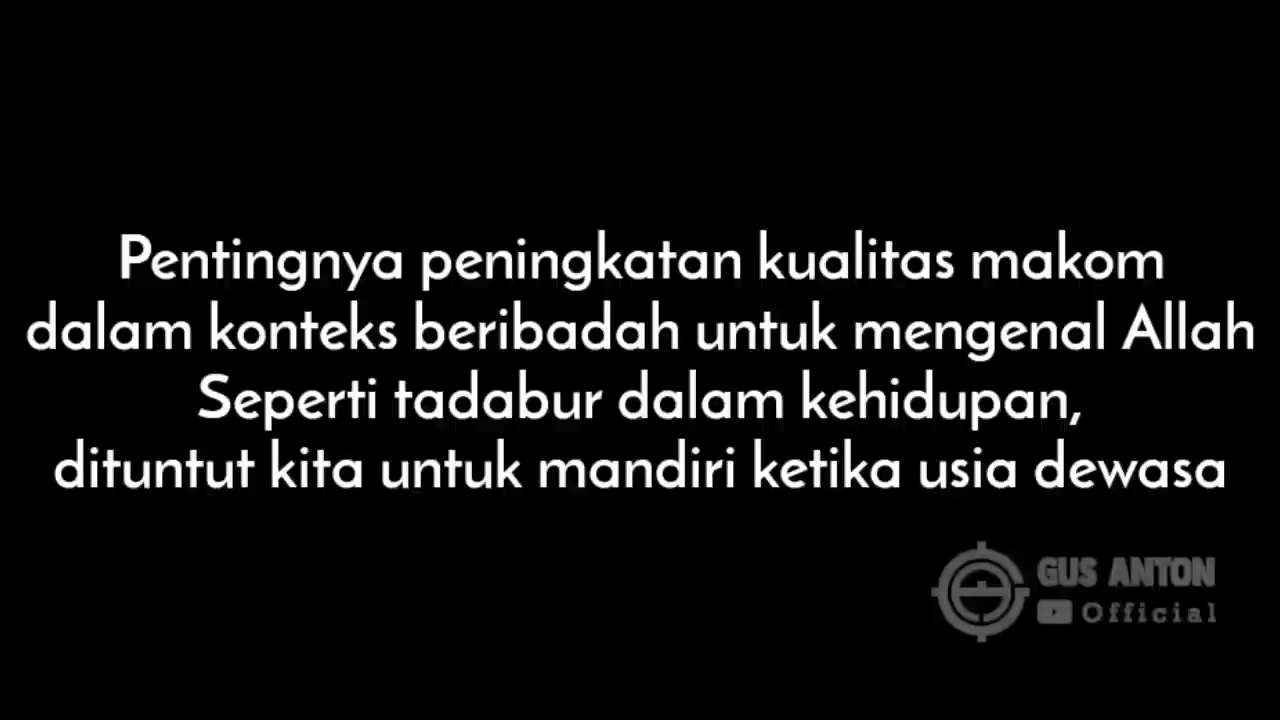 Pentingnya peningkatan kualitas makom
dalam konteks beribadah untuk mengenal Allah
Seperti tadabur dalam kehidupan,
dituntut kita untuk mandiri ketika usia dewasa
GUS ANTON
Official